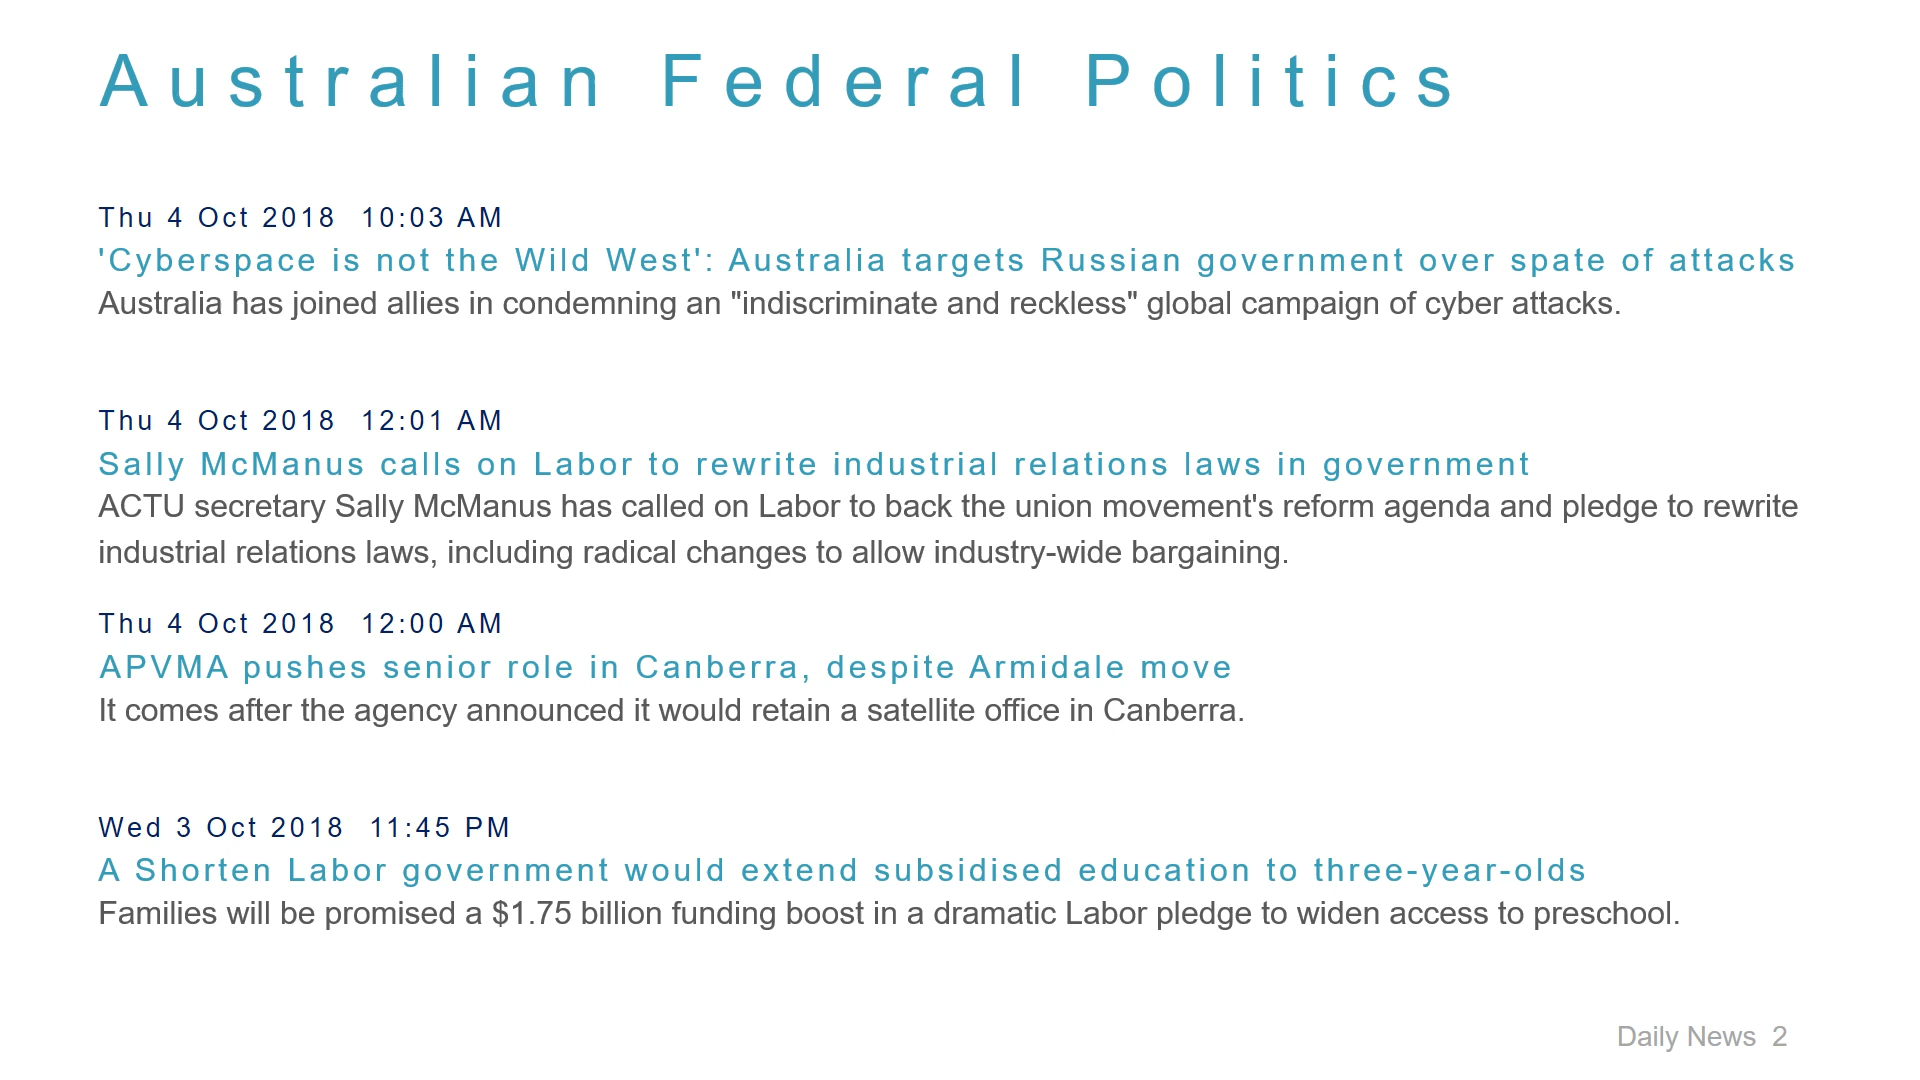 Australian Federal Politics
Thu 4 Oct 2018 10:03 AM
'Cyberspace is not the Wild West': Australia targets Russian government over spate of attacks
Australia has joined allies in condemning an "indiscriminate and reckless" global campaign of cyber attacks.
Thu 4 Oct 2018 12:01 AM
Sally McManus calls on Labor to rewrite industrial relations laws in government
ACTU secretary Sally McManus has called on Labor to back the union movement's reform agenda and pledge to rewrite
industrial relations laws, including radical changes to allow industry-wide bargaining.
Thu 4 Oct 2018 12:00 AM
APVMA pushes senior role in Canberra, despite Armidale move
It comes after the agency announced it would retain a satellite office in Canberra.
Wed 3 Oct 2018 11:45 PM
A Shorten Labor government would extend subsidised education to three-year-olds
Families will be promised a $1.75 billion funding boost in a dramatic Labor pledge to widen access to preschool.
Daily News 2